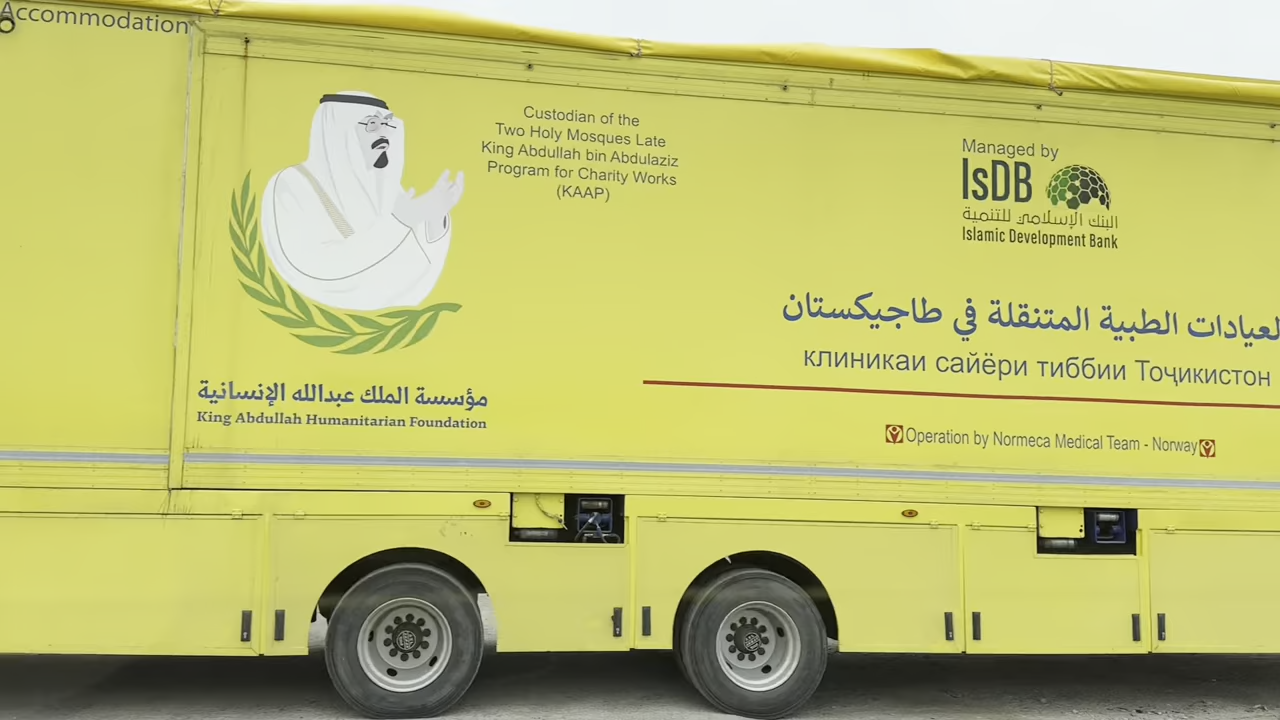 Accommodation
Custodian of the
Two Holy Mosques Late
King Abdullah bin Abdulaziz
Program for Charity Works
(KAAP)
مؤسسة الملك عبدالله الإنسانية
King Abdullah Humanitarian Foundation
Managed by
IsDB
البنك الإسلامي للتنمية
Islamic Development Bank
لعيادات الطبية المتنقلة في طاجيكستان
клиникаи сайёри тиббии Тоҷикистон
Operation by Normeca Medical Team - Norway